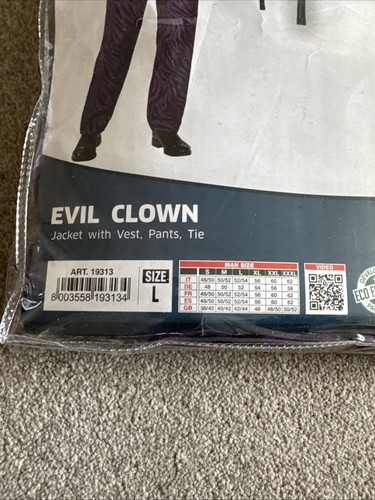 EVIL CLOWN
Jacket with Vest, Pants, Tie
ART. 19313
8 003558 193134
SIZE
L
MAN SIZE
S M L XL XXL XXXL
IT 48/50 50/52 52/54 56 60 62
DE 48 50 52 54 56 58
FR 48/50 50/52 52/54 56 60 62
ES 48/50 50/52 52/54 56 60 62
GB 38/40 40/42 42/44 46 48/50 50/52
VIDEO